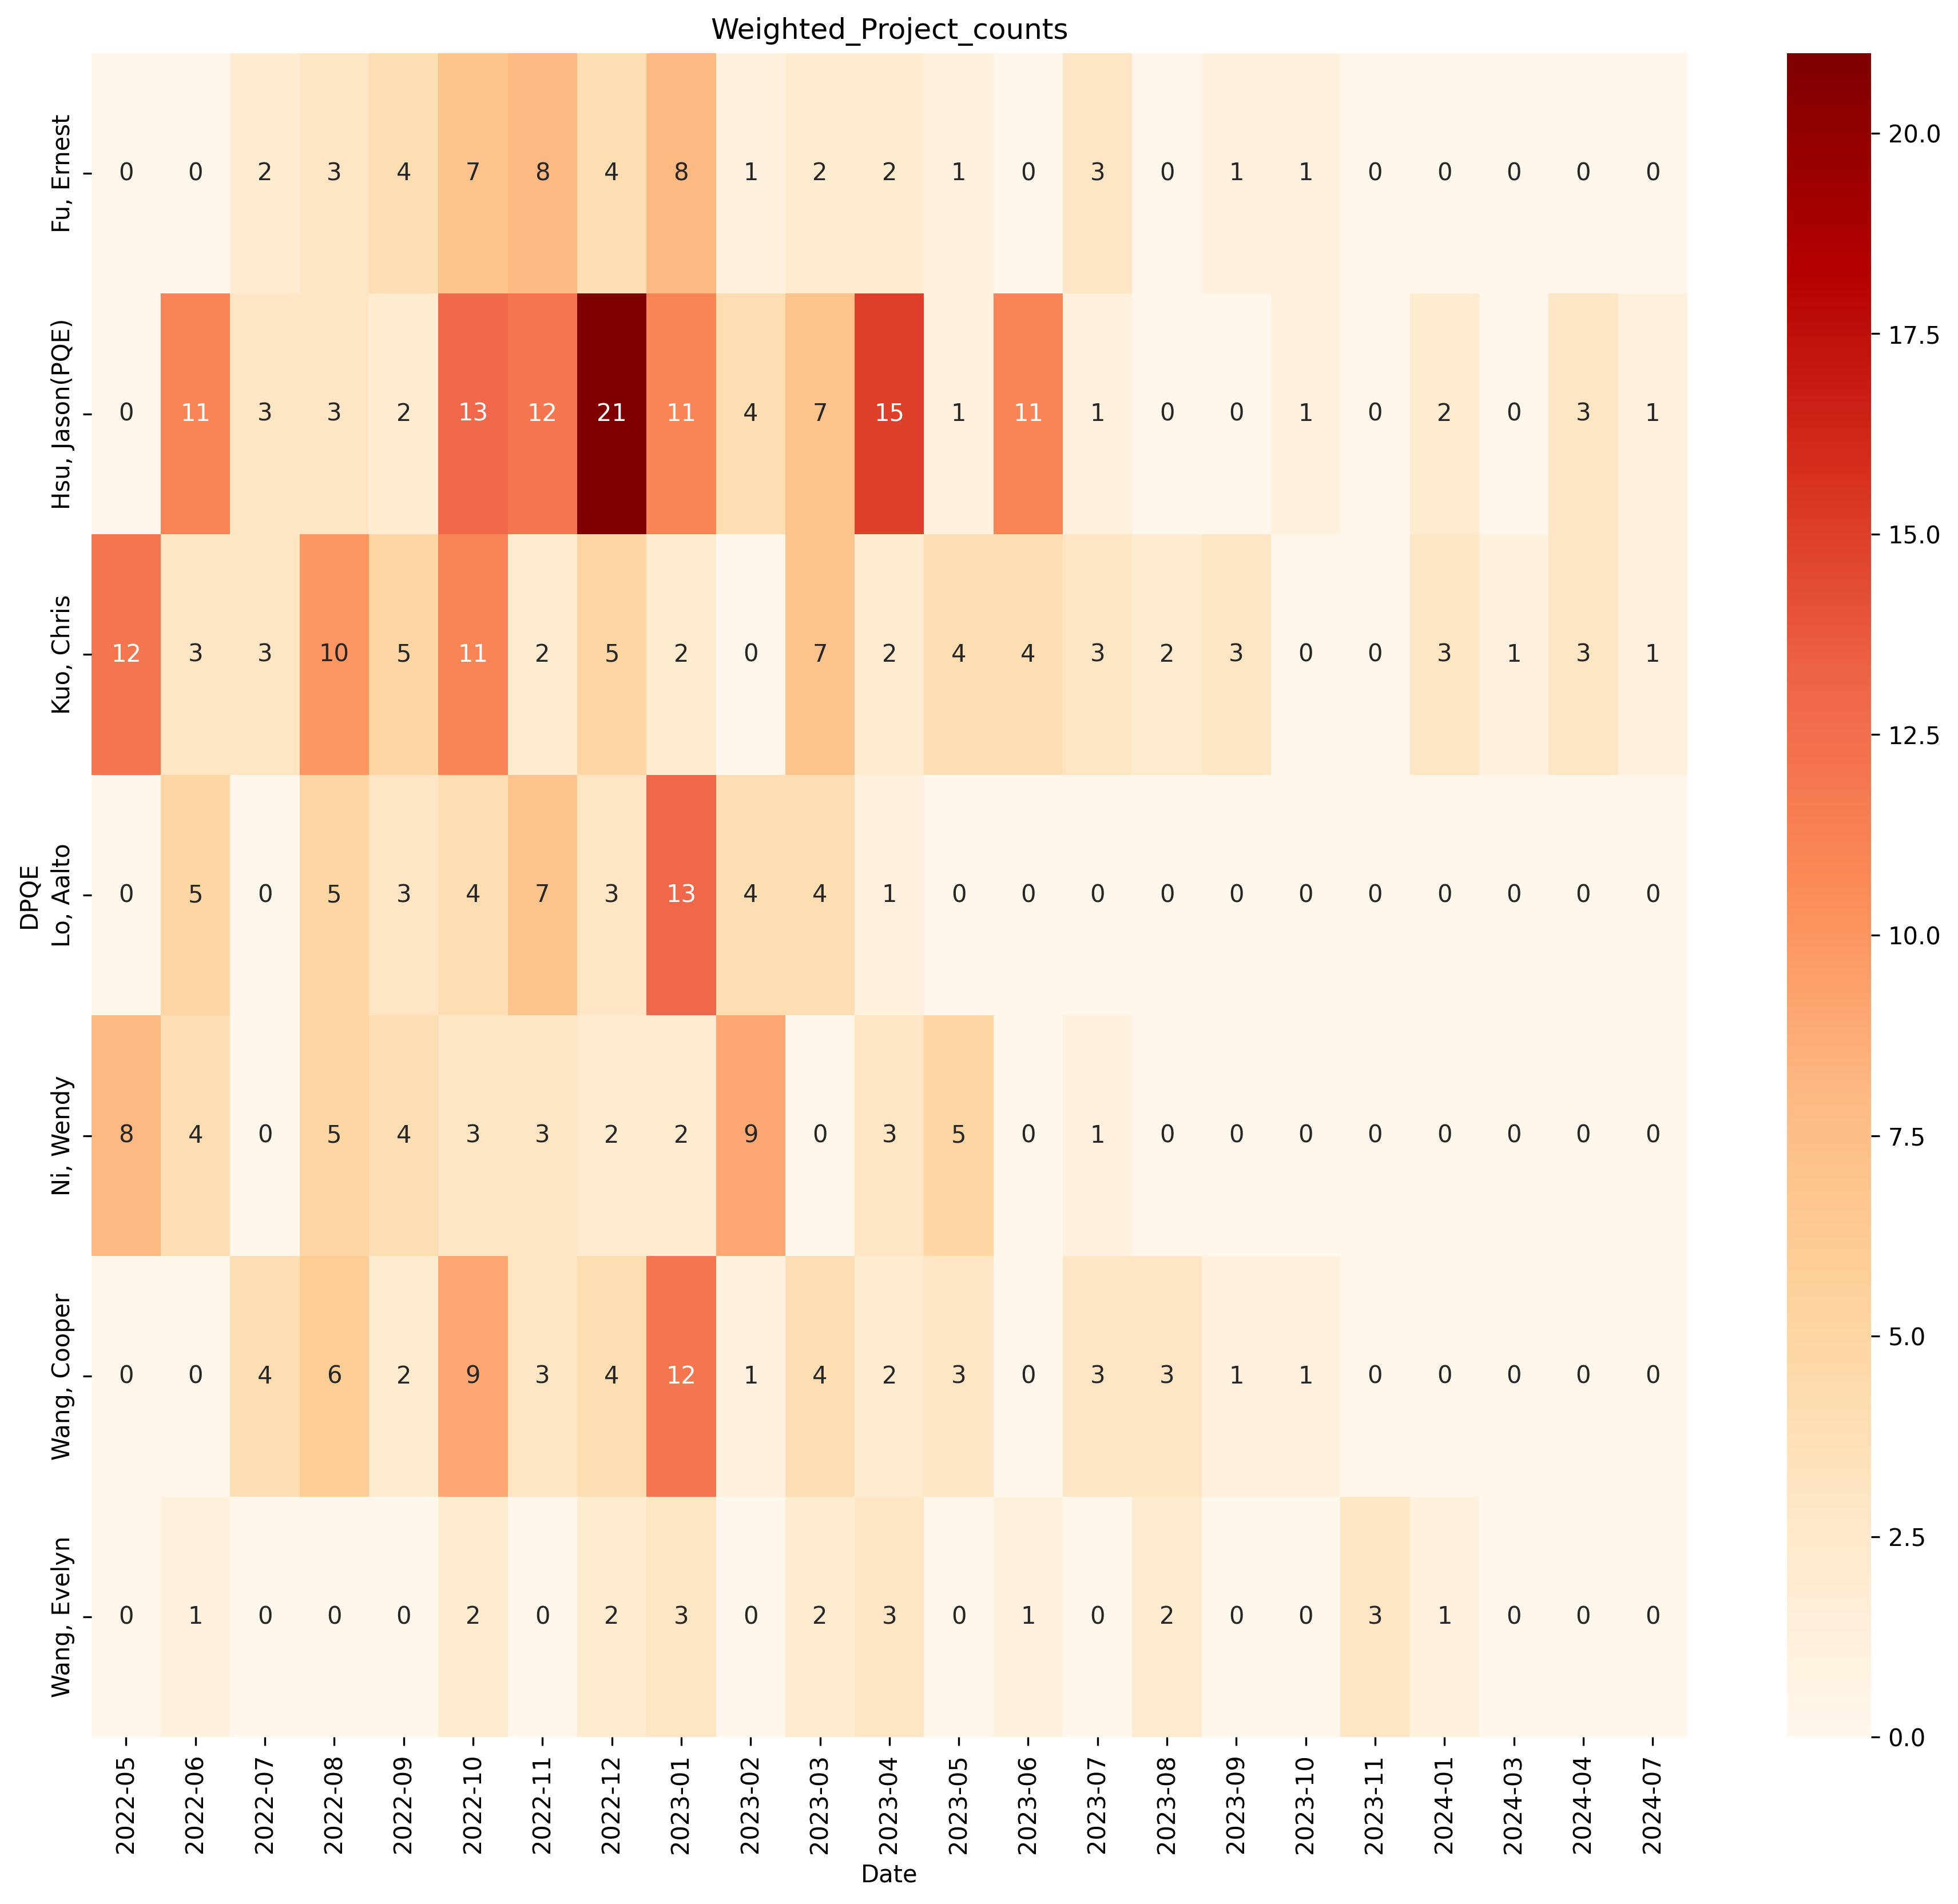 Weighted_Project_counts
Fu, Ernest
0 0 2 3 4 7 8 4 8 1 2 2 1 0 3 0 1 1 0 0 0 0 0
Hsu, Jason(PQE)
0 11 3 3 2 13 12 21 11 4 7 15 1 11 1 0 0 1 0 2 0 3 1
Kuo, Chris
12 3 3 10 5 11 2 5 2 0 7 2 4 4 3 2 3 0 0 3 1 3 1
DPQE
Lo, Aalto
0 5 0 5 3 4 7 3 13 4 4 1 0 0 0 0 0 0 0 0 0 0 0
Ni, Wendy
8 4 0 5 4 3 3 2 2 9 0 3 5 0 1 0 0 0 0 0 0 0 0
Wang, Cooper
0 0 4 6 2 9 3 4 12 1 4 2 3 0 3 3 1 1 0 0 0 0 0
Wang, Evelyn
0 1 0 0 0 2 0 2 3 0 2 3 0 1 0 2 0 0 3 1 0 0 0
2022-05
2022-06
2022-07
2022-08
2022-09
2022-10
2022-11
2022-12
2023-01
2023-02
2023-03
2023-04
2023-05
2023-06
2023-07
2023-08
2023-09
2023-10
2023-11
2024-01
2024-03
2024-04
2024-07
Date
20.0
17.5
15.0
12.5
10.0
7.5
5.0
2.5
0.0